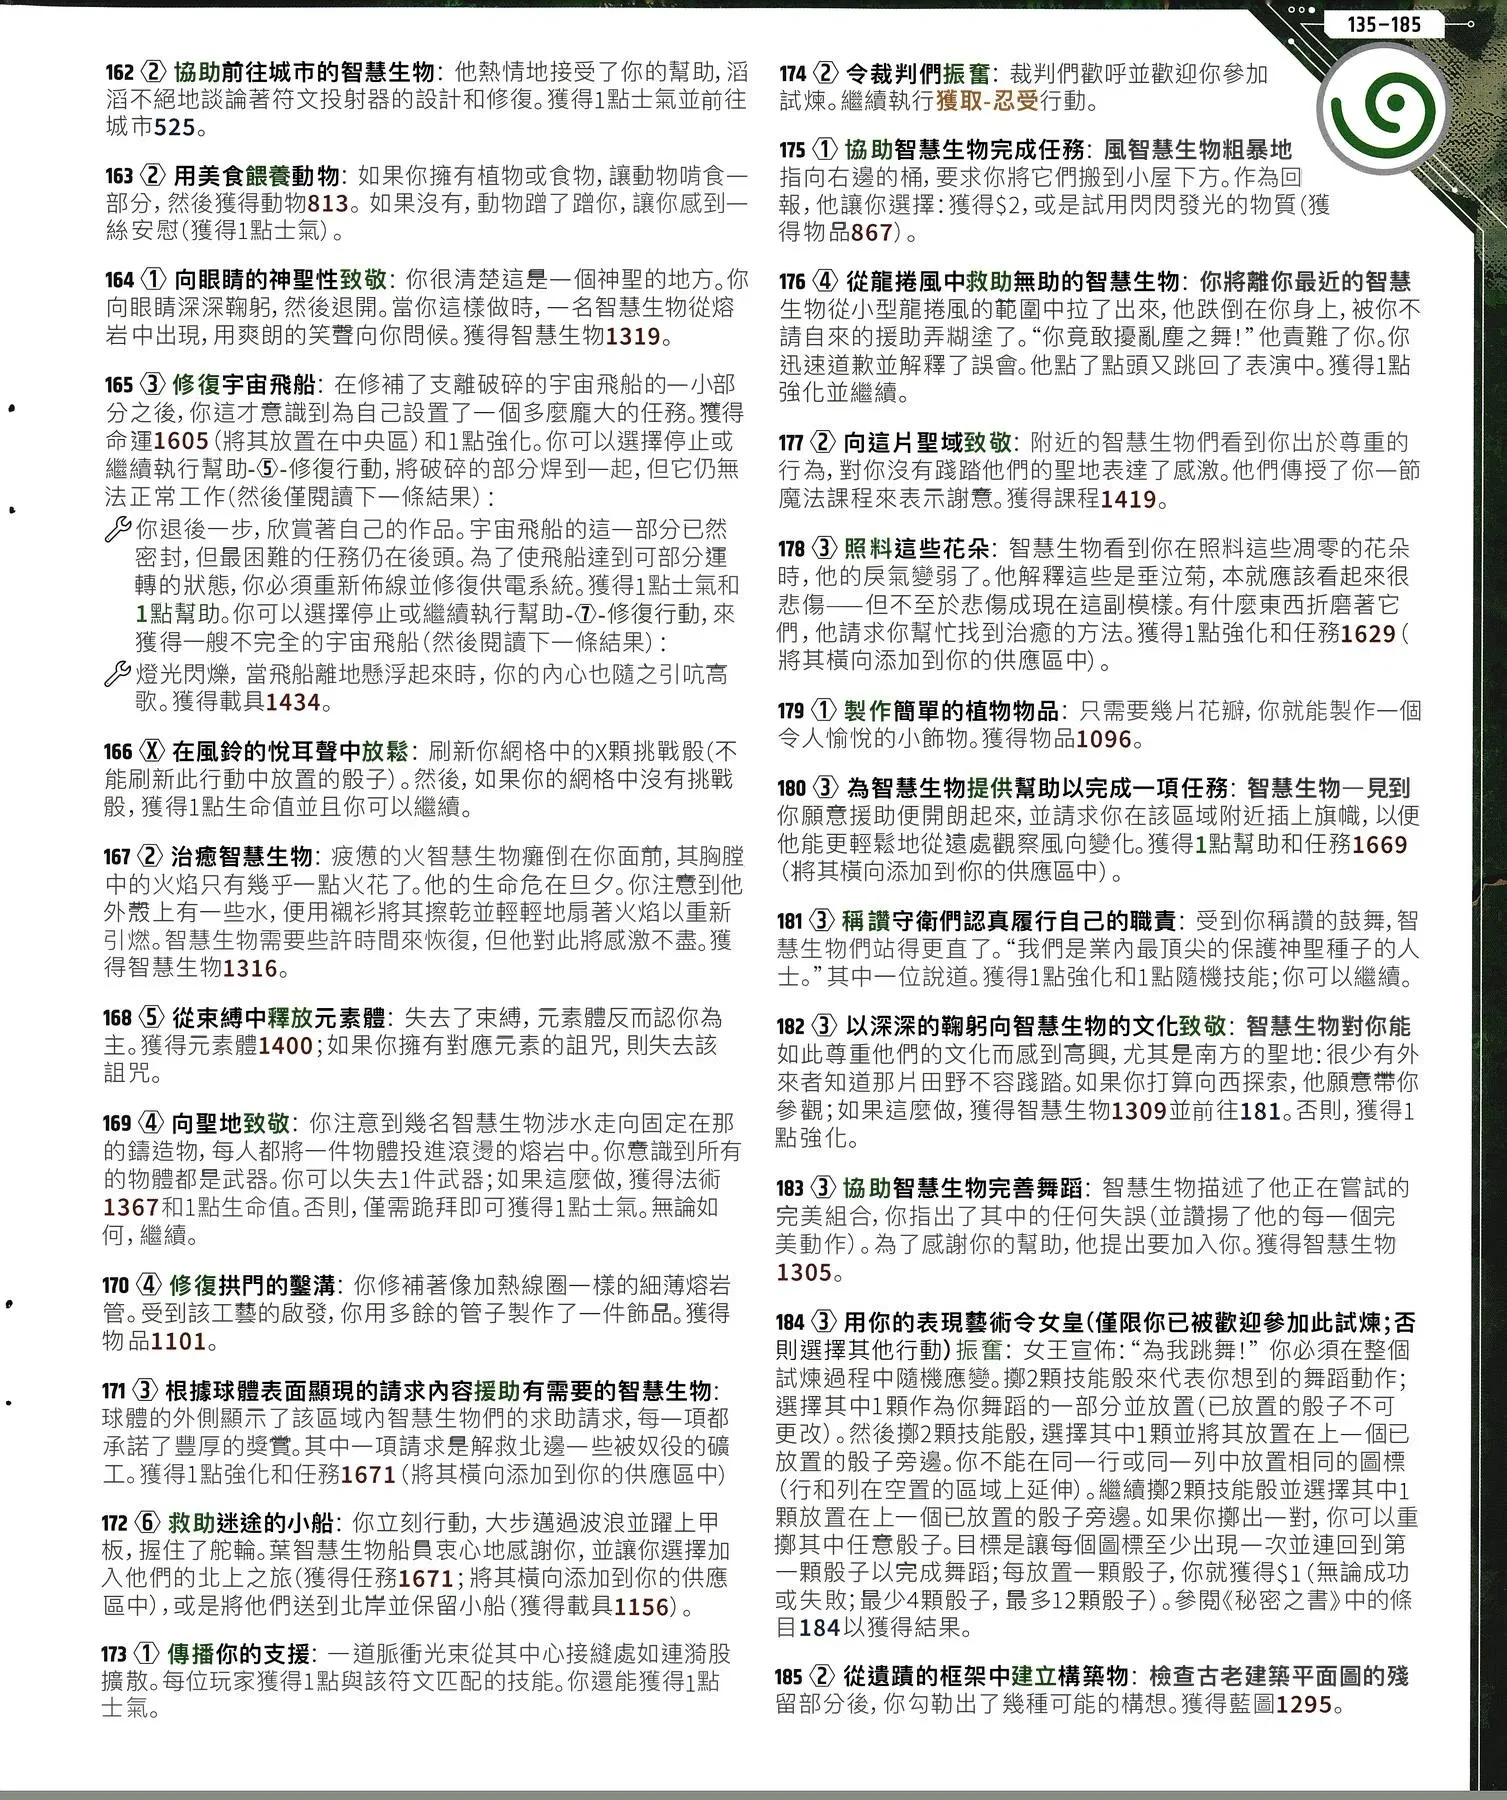 135–185
162 ② 協助前往城市的智慧生物：他熱情地接受了你的幫助，滔
滔不絕地談論著符文投射器的設計和修復。獲得1點士氣並前往
城市525。
163 ② 用美食餵養動物：如果你擁有植物或食物，讓動物啃食一
部分，然後獲得動物813。如果沒有，動物蹭了蹭你，讓你感到一
絲安慰（獲得1點士氣）。
164 ① 向眼睛的神聖性致敬：你很清楚這是一個神聖的地方。你
向眼睛深深鞠躬，然後退開。當你這樣做時，一名智慧生物從熔
岩中出現，用爽朗的笑聲向你問候。獲得智慧生物1319。
165 ③ 修復宇宙飛船：在修補了支離破碎的宇宙飛船的一小部
分之後，你這才意識到為自己設置了一個多麼龐大的任務。獲得
命運1605（將其放置在中央區）和1點強化。你可以選擇停止或
繼續執行幫助-⑤-修復行動，將破碎的部分焊到一起，但它仍無
法正常工作（然後僅閱讀下一條結果）：
你退後一步，欣賞著自己的作品。宇宙飛船的這一部分已然
密封，但最困難的任務仍在後頭。為了使飛船達到可部分運
轉的狀態，你必須重新佈線並修復供電系統。獲得1點士氣和
1點幫助。你可以選擇停止或繼續執行幫助-⑦-修復行動，來
獲得一艘不完全的宇宙飛船（然後閱讀下一條結果）：
燈光閃爍，當飛船離地懸浮起來時，你的內心也隨之引吭高
歌。獲得載具1434。
166 Ⓧ 在風鈴的悅耳聲中放鬆：刷新你網格中的X顆挑戰骰（不
能刷新此行動中放置的骰子）。然後，如果你的網格中沒有挑戰
骰，獲得1點生命值並且你可以繼續。
167 ② 治癒智慧生物：疲憊的火智慧生物癱倒在你面前，其胸膛
中的火焰只有幾乎一點火花了。他的生命危在旦夕。你注意到他
外殼上有一些水，便用襯衫將其擦乾並輕輕地扇著火焰以重新
引燃。智慧生物需要些許時間來恢復，但他對此將感激不盡。獲
得智慧生物1316。
168 ⑤ 從束縛中釋放元素體：失去了束縛，元素體反而認你為
主。獲得元素體1400；如果你擁有對應元素的詛咒，則失去該
詛咒。
169 ④ 向聖地致敬：你注意到幾名智慧生物涉水走向固定在那
的鑄造物，每人都將一件物體投進滾燙的熔岩中。你意識到所有
的物體都是武器。你可以失去1件武器；如果這麼做，獲得法術
1367和1點生命值。否則，僅需跪拜即可獲得1點士氣。無論如
何，繼續。
170 ④ 修復拱門的鑿溝：你修補著像加熱線圈一樣的細薄熔岩
管。受到該工藝的啟發，你用多餘的管子製作了一件飾品。獲得
物品1101。
171 ③ 根據球體表面顯現的請求內容援助有需要的智慧生物：
球體的外側顯示了該區域內智慧生物們的求助請求，每一項都
承諾了豐厚的獎賞。其中一項請求是解救北邊一些被奴役的礦
工。獲得1點強化和任務1671（將其橫向添加到你的供應區中）
172 ⑥ 救助迷途的小船：你立刻行動，大步邁過波浪並躍上甲
板，握住了舵輪。葉智慧生物船員衷心地感謝你，並讓你選擇加
入他們的北上之旅（獲得任務1671；將其橫向添加到你的供應
區中），或是將他們送到北岸並保留小船（獲得載具1156）。
173 ① 傳播你的支援：一道脈衝光束從其中心接縫處如連漪般
擴散。每位玩家獲得1點與該符文匹配的技能。你還能獲得1點
士氣。
174 ② 令裁判們振奮：裁判們歡呼並歡迎你參加
試煉。繼續執行獲取-忍受行動。
175 ① 協助智慧生物完成任務：風智慧生物粗暴地
指向右邊的桶，要求你將它們搬到小屋下方。作為回
報，他讓你選擇：獲得$2，或是試用閃閃發光的物質（獲
得物品867）。
176 ④ 從龍捲風中救助無助的智慧生物：你將離你最近的智慧
生物從小型龍捲風的範圍中拉了出來，他跌倒在你身上，被你不
請自來的援助弄糊塗了。“你竟敢擾亂塵之舞！”他責難了你。你
迅速道歉並解釋了誤會。他點了點頭又跳回了表演中。獲得1點
強化並繼續。
177 ② 向這片聖域致敬：附近的智慧生物們看到你出於尊重的
行為，對你沒有踐踏他們的聖地表達了感激。他們傳授了你一節
魔法課程來表示謝意。獲得課程1419。
178 ③ 照料這些花朵：智慧生物看到你在照料這些凋零的花朵
時，他的戾氣變弱了。他解釋這些是垂泣菊，本就應該看起來很
悲傷——但不至於悲傷成現在這副模樣。有什麼東西折磨著它
們，他請求你幫忙找到治癒的方法。獲得1點強化和任務1629（
將其橫向添加到你的供應區中）。
179 ① 製作簡單的植物物品：只需要幾片花瓣，你就能製作一個
令人愉悅的小飾物。獲得物品1096。
180 ③ 為智慧生物提供幫助以完成一項任務：智慧生物一見到
你願意援助便開朗起來，並請求你在該區域附近插上旗幟，以便
他能更輕鬆地從遠處觀察風向變化。獲得1點幫助和任務1669
（將其橫向添加到你的供應區中）。
181 ③ 稱讚守衛們認真履行自己的職責：受到你稱讚的鼓舞，智
慧生物們站得更直了。“我們是業內最頂尖的保護神聖種子的人
士。”其中一位說道。獲得1點強化和1點隨機技能；你可以繼續。
182 ③ 以深深的鞠躬向智慧生物的文化致敬：智慧生物對你能
如此尊重他們的文化而感到高興，尤其是南方的聖地：很少有外
來者知道那片田野不容踐踏。如果你打算向西探索，他願意帶你
參觀；如果這麼做，獲得智慧生物1309並前往181。否則，獲得1
點強化。
183 ③ 協助智慧生物完善舞蹈：智慧生物描述了他正在嘗試的
完美組合，你指出了其中的任何失誤（並讚揚了他的每一個完
美動作）。為了感謝你的幫助，他提出要加入你。獲得智慧生物
1305。
184 ③ 用你的表現藝術令女皇（僅限你已被歡迎參加此試煉；否
則選擇其他行動）振奮：女王宣佈：“為我跳舞！”你必須在整個
試煉過程中隨機應變。擲2顆技能骰來代表你想到的舞蹈動作；
選擇其中1顆作為你舞蹈的一部分並放置（已放置的骰子不可
更改）。然後擲2顆技能骰，選擇其中1顆並將其放置在上一個已
放置的骰子旁邊。你不能在同一行或同一列中放置相同的圖標
（行和列在空置的區域上延伸）。繼續擲2顆技能骰並選擇其中1
顆放置在上一個已放置的骰子旁邊。如果你擲出一對，你可以重
擲其中任意骰子。目標是讓每個圖標至少出現一次並連回到第
一顆骰子以完成舞蹈；每放置一顆骰子，你就獲得$1（無論成功
或失敗；最少4顆骰子，最多12顆骰子）。參閱《秘密之書》中的條
目184以獲得結果。
185 ② 從遺蹟的框架中建立構築物：檢查古老建築平面圖的殘
留部分後，你勾勒出了幾種可能的構想。獲得藍圖1295。